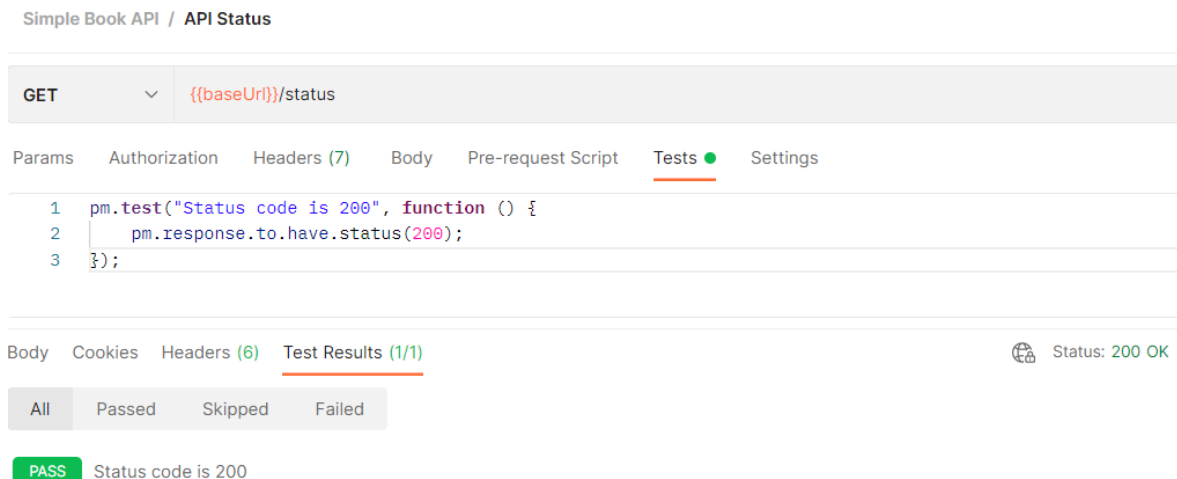 Simple Book API / API Status
GET {{baseUrl}}/status
Params Authorization Headers (7) Body Pre-request Script Tests Settings
1 pm.test("Status code is 200", function () {
2 pm.response.to.have.status(200);
3 });
Body Cookies Headers (6) Test Results (1/1) Status: 200 OK
All Passed Skipped Failed
PASS Status code is 200